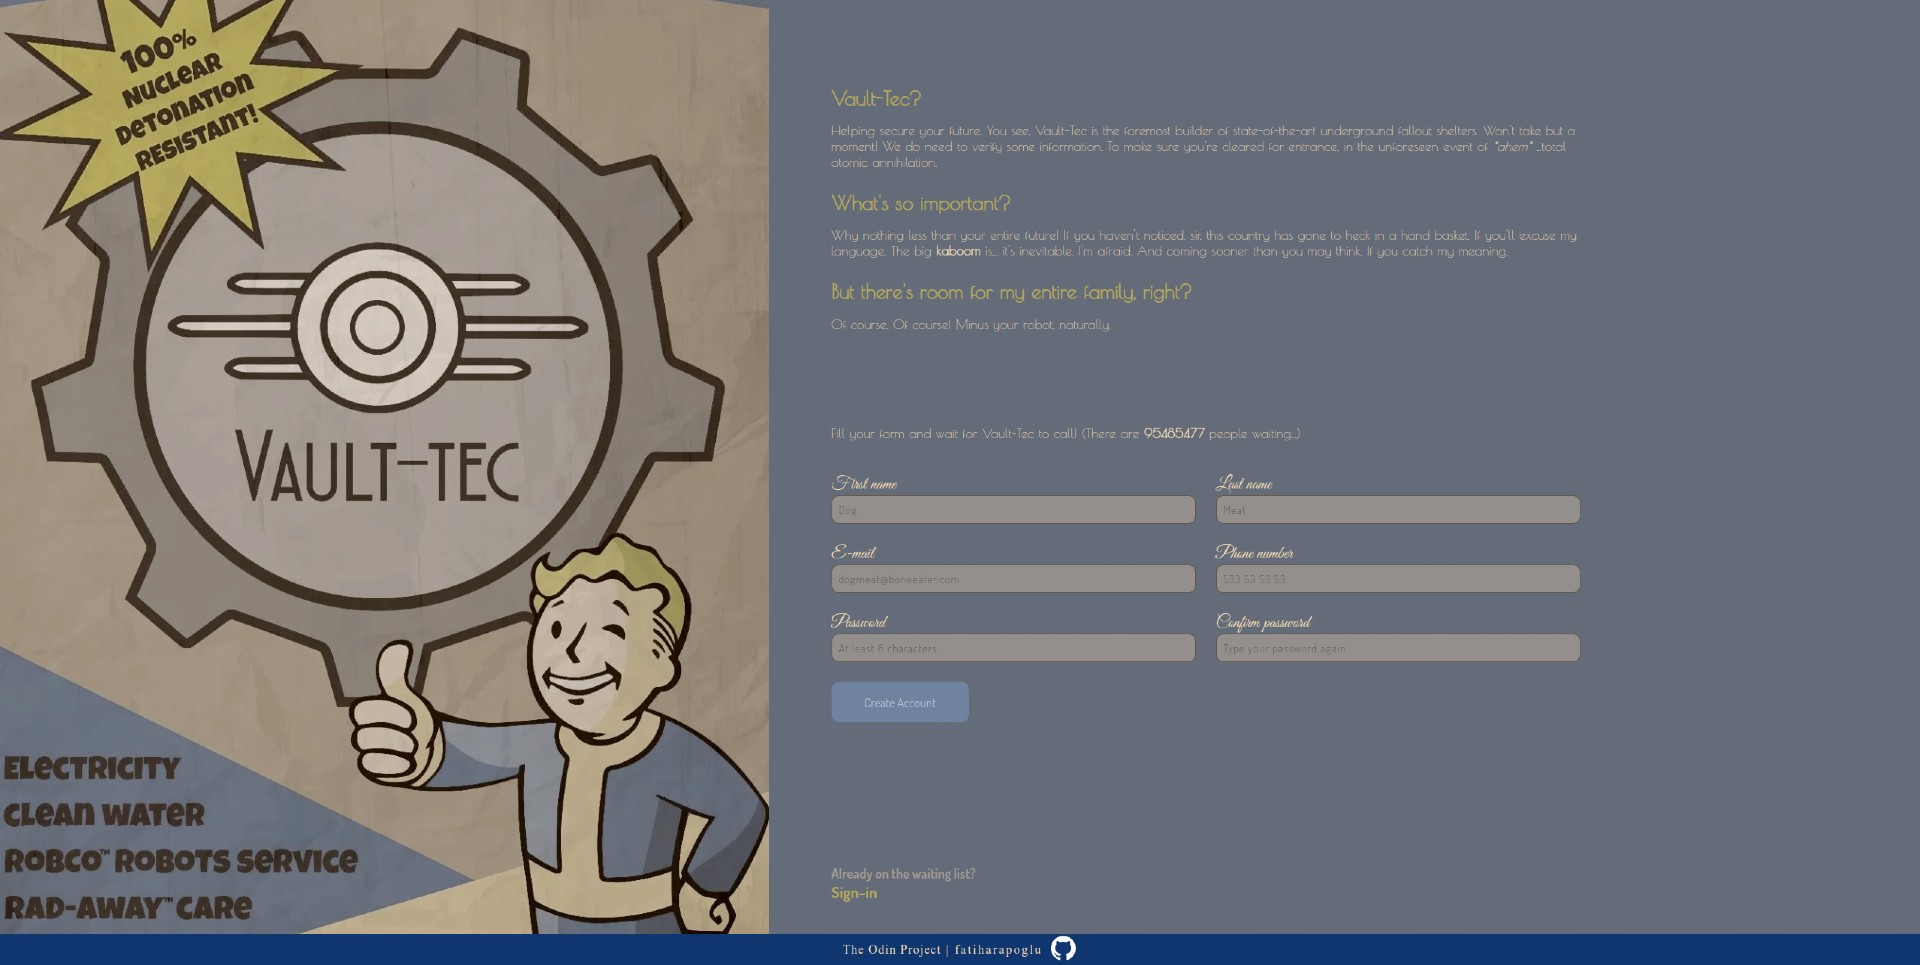 100%
NUCLEAR
DETONATION
RESISTANT!
VAULT-TEC
ELECTRICITY
CLEAN WATER
ROBCO™ ROBOTS SERVICE
RAD-AWAY™ CARE
Vault-Tec?
Helping secure your future. You see, Vault-Tec is the foremost builder of state-of-the-art underground fallout shelters. Won't take but a
moment! We do need to verify some information. To make sure you're cleared for entrance, in the unforeseen event of *ahem* ...total
atomic annihilation.
What's so important?
Why nothing less than your entire future! If you haven't noticed, sir, this country has gone to heck in a hand basket. If you'll excuse my
language. The big kaboom is... it's inevitable, I'm afraid. And coming sooner than you may think. If you catch my meaning.
But there's room for my entire family, right?
Of course. Of course! Minus your robot, naturally.
Fill your form and wait for Vault-Tec to call! (There are 95485477 people waiting...)
First name
Last name
Dog
Meat
E-mail
Phone number
dogmeat@boneeater.com
533 53 53 53
Password
Confirm password
At least 6 characters
Type your password again
Create Account
Already on the waiting list?
Sign-in
The Odin Project | fatiharapoglu